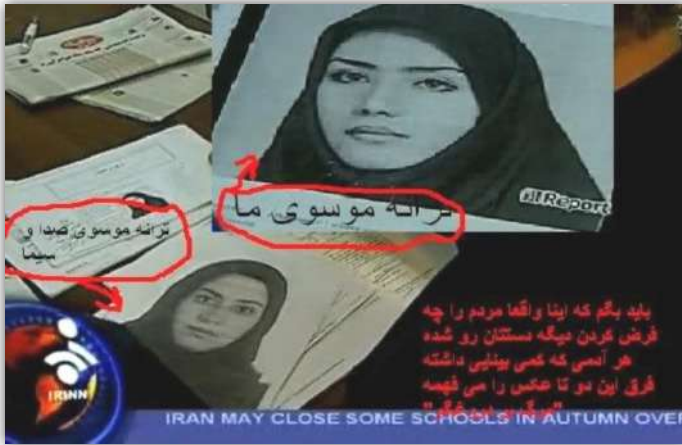 iReport
ترانه موسوی ما
ترانه موسوی صدا و
سیما
باید بگم که اینا واقعا مردم را چه
فرض کردن دیگه دستتان رو شده
هر آدمی که کمی بینایی داشته
فرق این دو تا عکس را می فهمه
IRINN
IRAN MAY CLOSE SOME SCHOOLS IN AUTUMN OVE